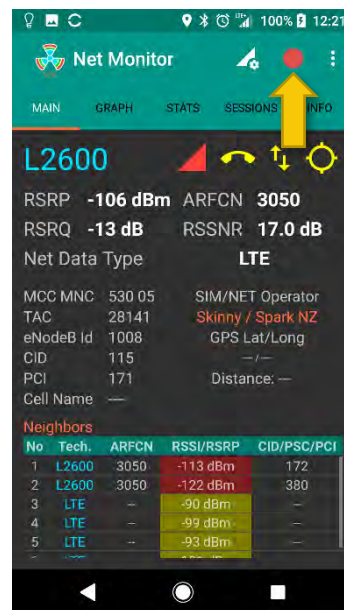 100% 12:21
Net Monitor
MAIN GRAPH STATS SESSIONS INFO
L2600
RSRP -106 dBm ARFCN 3050
RSRQ -13 dB RSSNR 17.0 dB
Net Data Type LTE
MCC MNC 530 05 SIM/NET Operator
TAC 28141 Skinny / Spark NZ
eNodeB Id 1008 GPS Lat/Long
CID 115 –/–
PCI 171 Distance: —
Cell Name —
Neighbors
No Tech. ARFCN RSSI/RSRP CID/PSC/PCI
1 L2600 3050 -113 dBm 172
2 L2600 3050 -122 dBm 380
3 LTE – -90 dBm –
4 LTE – -99 dBm –
5 LTE – -93 dBm –